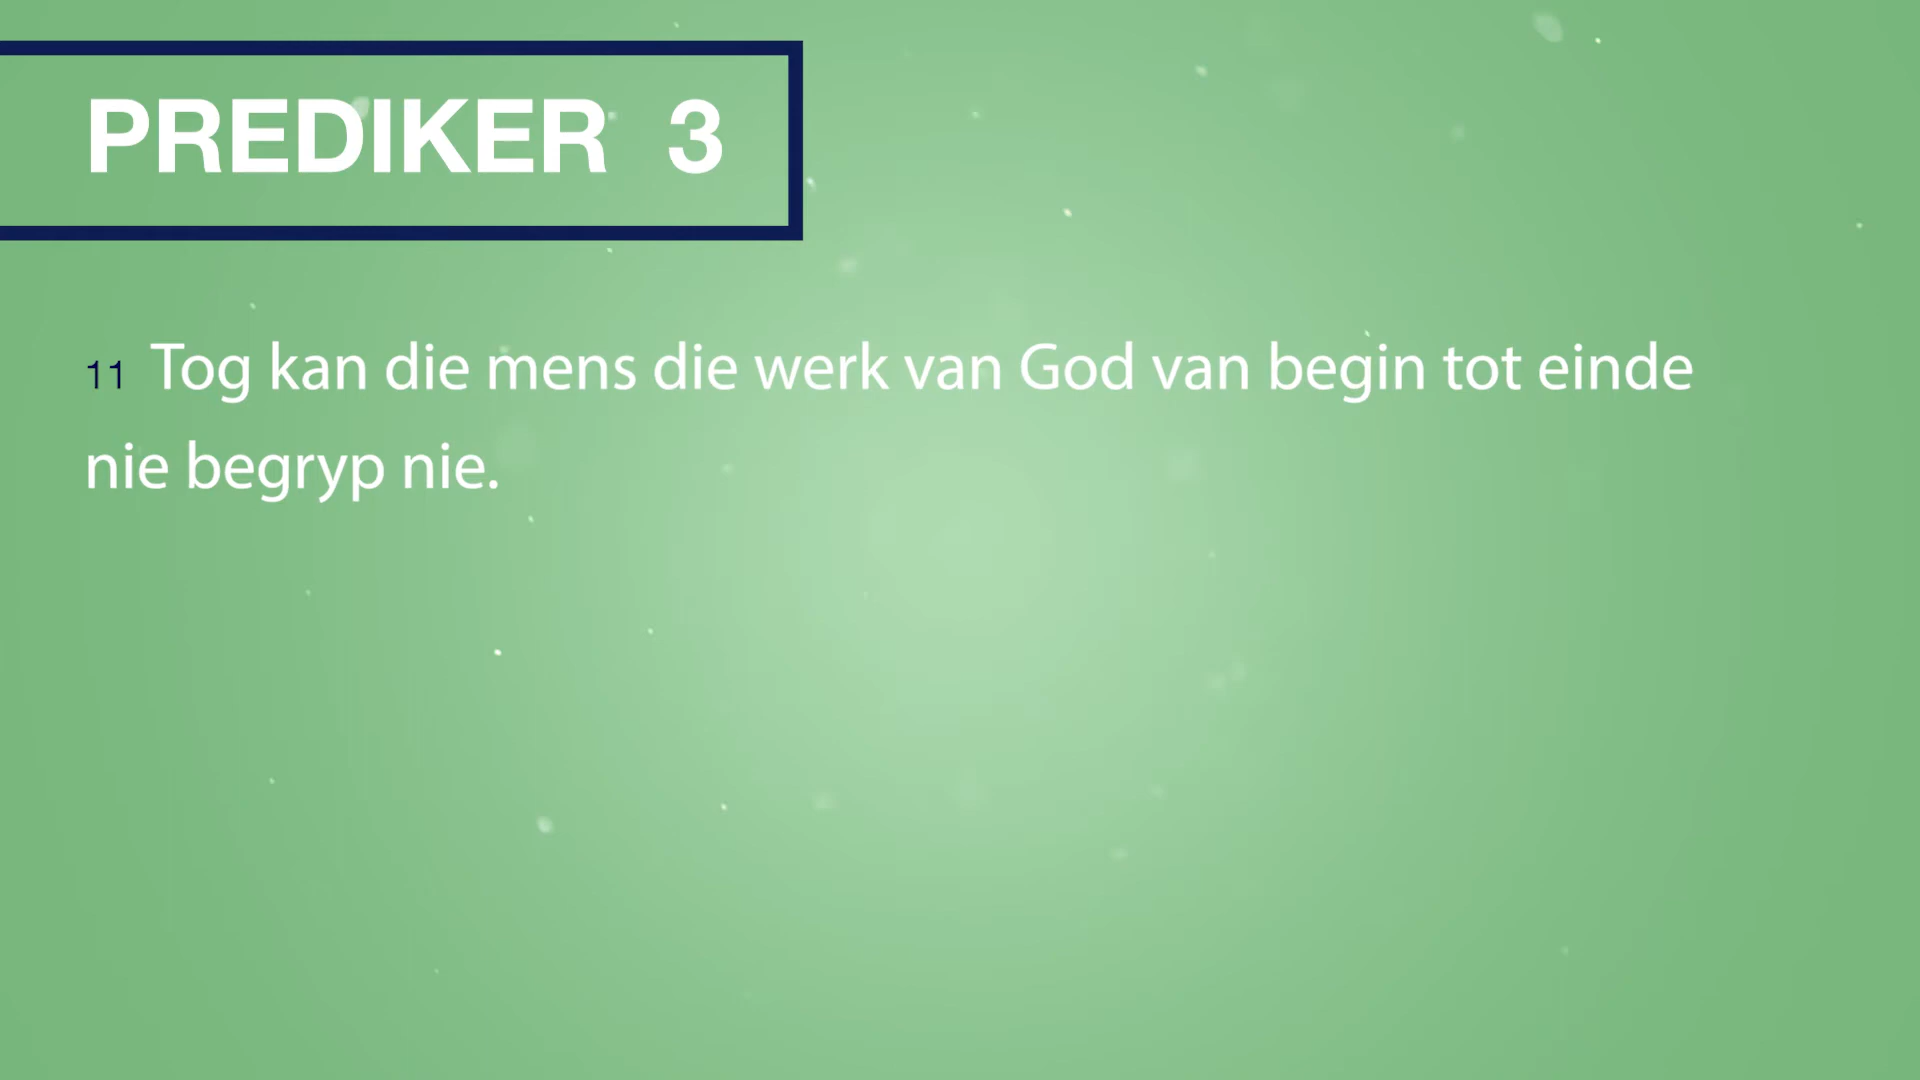 PREDIKER 3
11 Tog kan die mens die werk van God van begin tot einde
nie begryp nie.